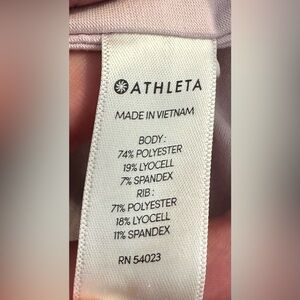 ATHLETA
MADE IN VIETNAM
BODY:
74% POLYESTER
19% LYOCELL
7% SPANDEX
RIB:
71% POLYESTER
18% LYOCELL
11% SPANDEX
RN 54023